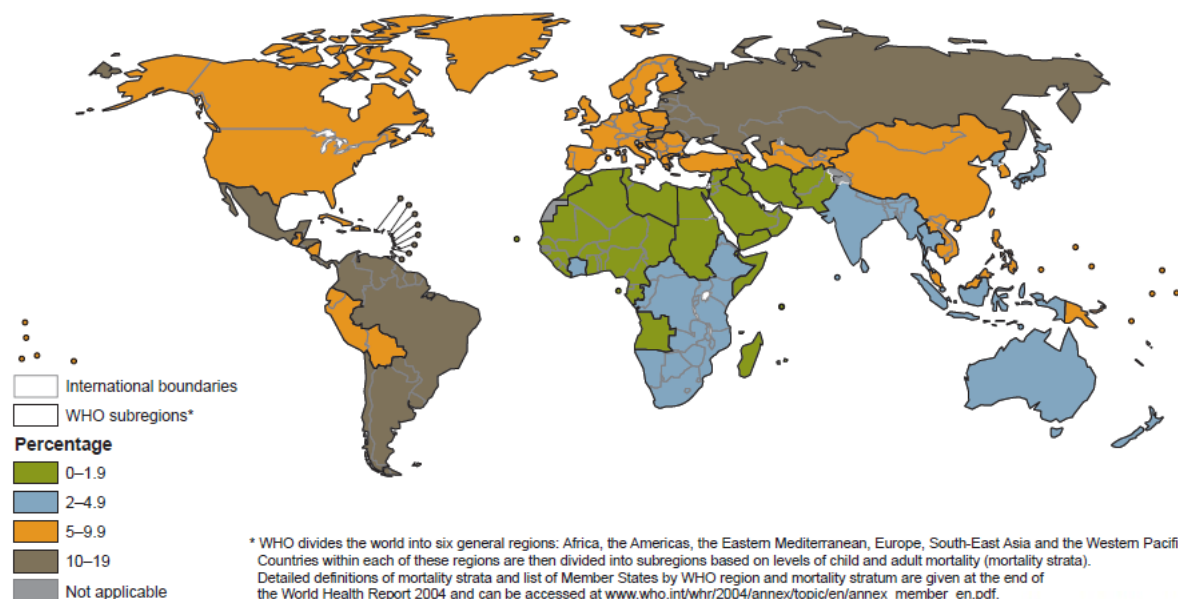 International boundaries
WHO subregions*
Percentage
0–1.9
2–4.9
5–9.9
10–19
Not applicable
* WHO divides the world into six general regions: Africa, the Americas, the Eastern Mediterranean, Europe, South-East Asia and the Western Pacifi
Countries within each of these regions are then divided into subregions based on levels of child and adult mortality (mortality strata).
Detailed definitions of mortality strata and list of Member States by WHO region and mortality stratum are given at the end of
the World Health Report 2004 and can be accessed at www.who.int/whr/2004/annex/topic/en/annex_member_en.pdf.